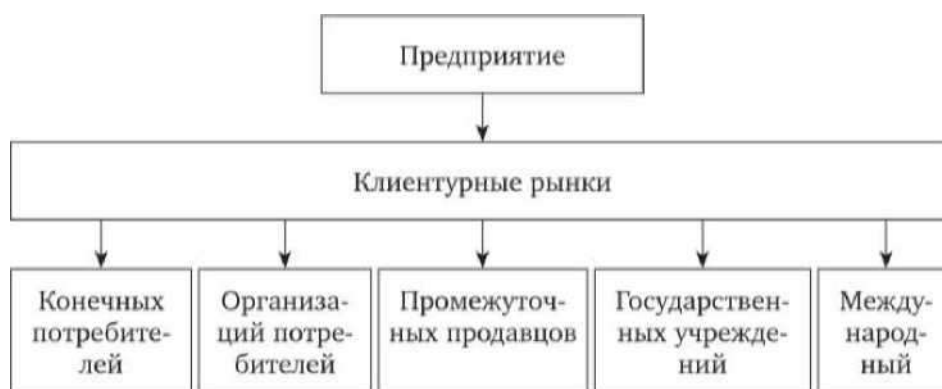 Предприятие
Клиентурные рынки
Конечных
потребите-
лей
Организа-
ций потре-
бителей
Промежуточ-
ных продавцов
Государствен-
ных учрежде-
ний
Между-
народ-
ный